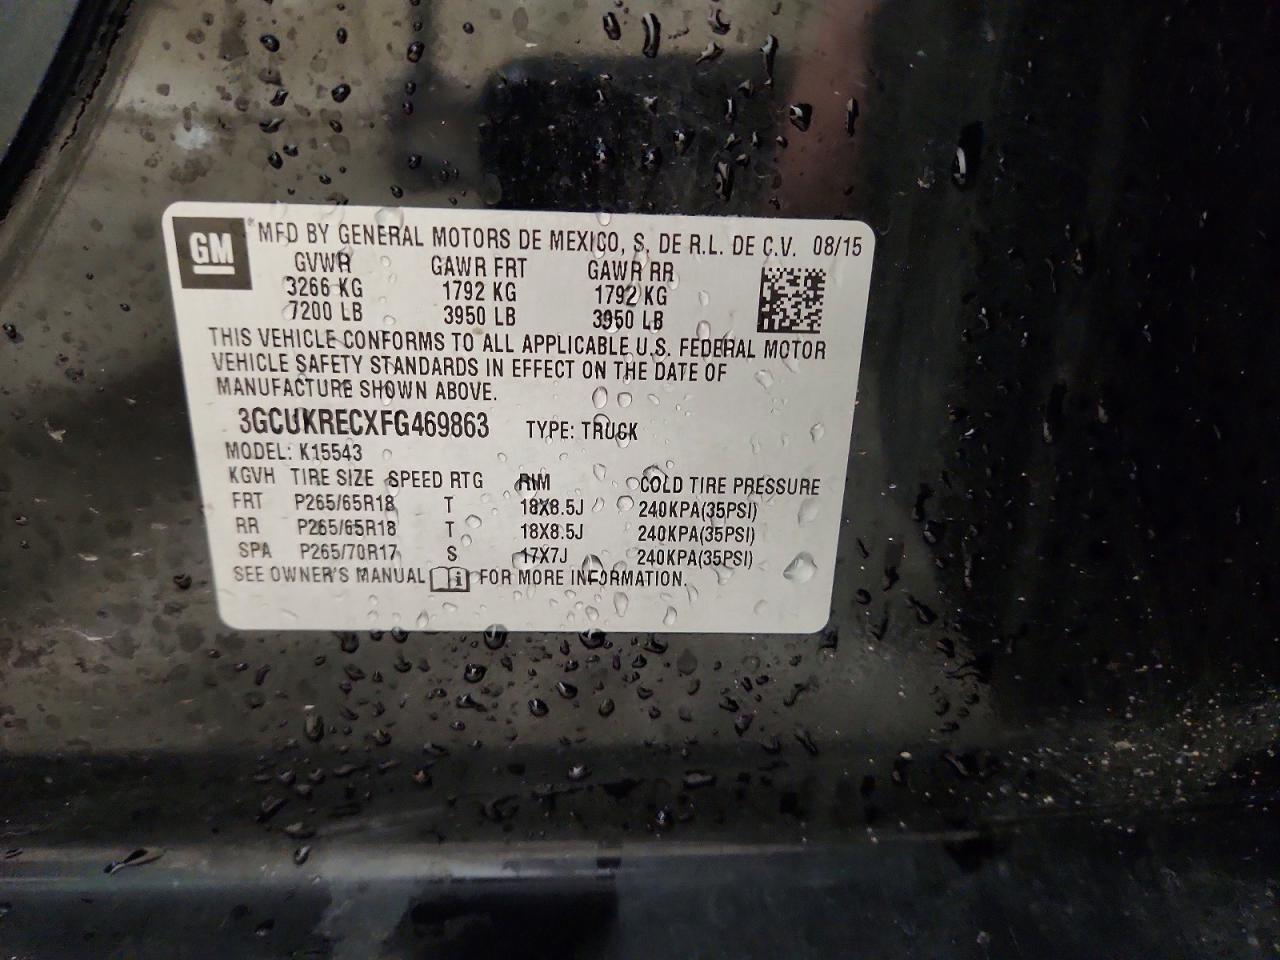 GM
*MFD BY GENERAL MOTORS DE MEXICO, S. DE R.L. DE C.V. 08/15
GVWR GAWR FRT GAWR RR
3266 KG 1792 KG 1792 KG
7200 LB 3950 LB 3950 LB
THIS VEHICLE CONFORMS TO ALL APPLICABLE U.S. FEDERAL MOTOR
VEHICLE SAFETY STANDARDS IN EFFECT ON THE DATE OF
MANUFACTURE SHOWN ABOVE.
3GCUKRECXFG469863 TYPE: TRUCK
MODEL: K15543
KGVH TIRE SIZE SPEED RTG RIM COLD TIRE PRESSURE
FRT P265/65R18 T 18X8.5J 240KPA(35PSI)
RR P265/65R18 T 18X8.5J 240KPA(35PSI)
SPA P265/70R17 S 17X7J 240KPA(35PSI)
SEE OWNER'S MANUAL FOR MORE INFORMATION.